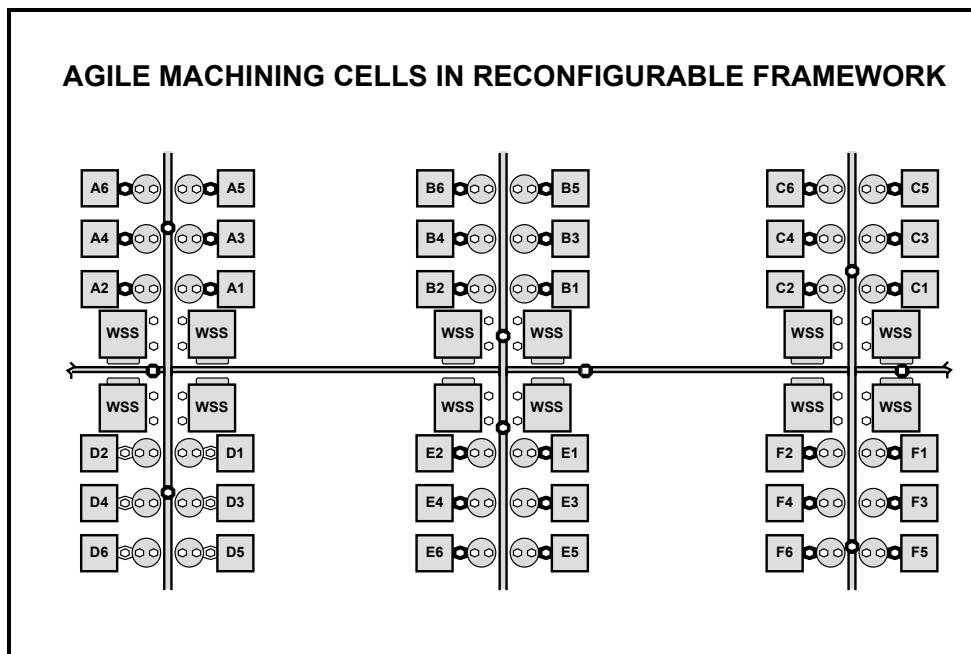 AGILE MACHINING CELLS IN RECONFIGURABLE FRAMEWORK
A6 A5 B6 B5 C6 C5
A4 A3 B4 B3 C4 C3
A2 A1 B2 B1 C2 C1
WSS WSS WSS WSS WSS WSS
WSS WSS WSS WSS WSS WSS
D2 D1 E2 E1 F2 F1
D4 D3 E4 E3 F4 F3
D6 D5 E6 E5 F6 F5